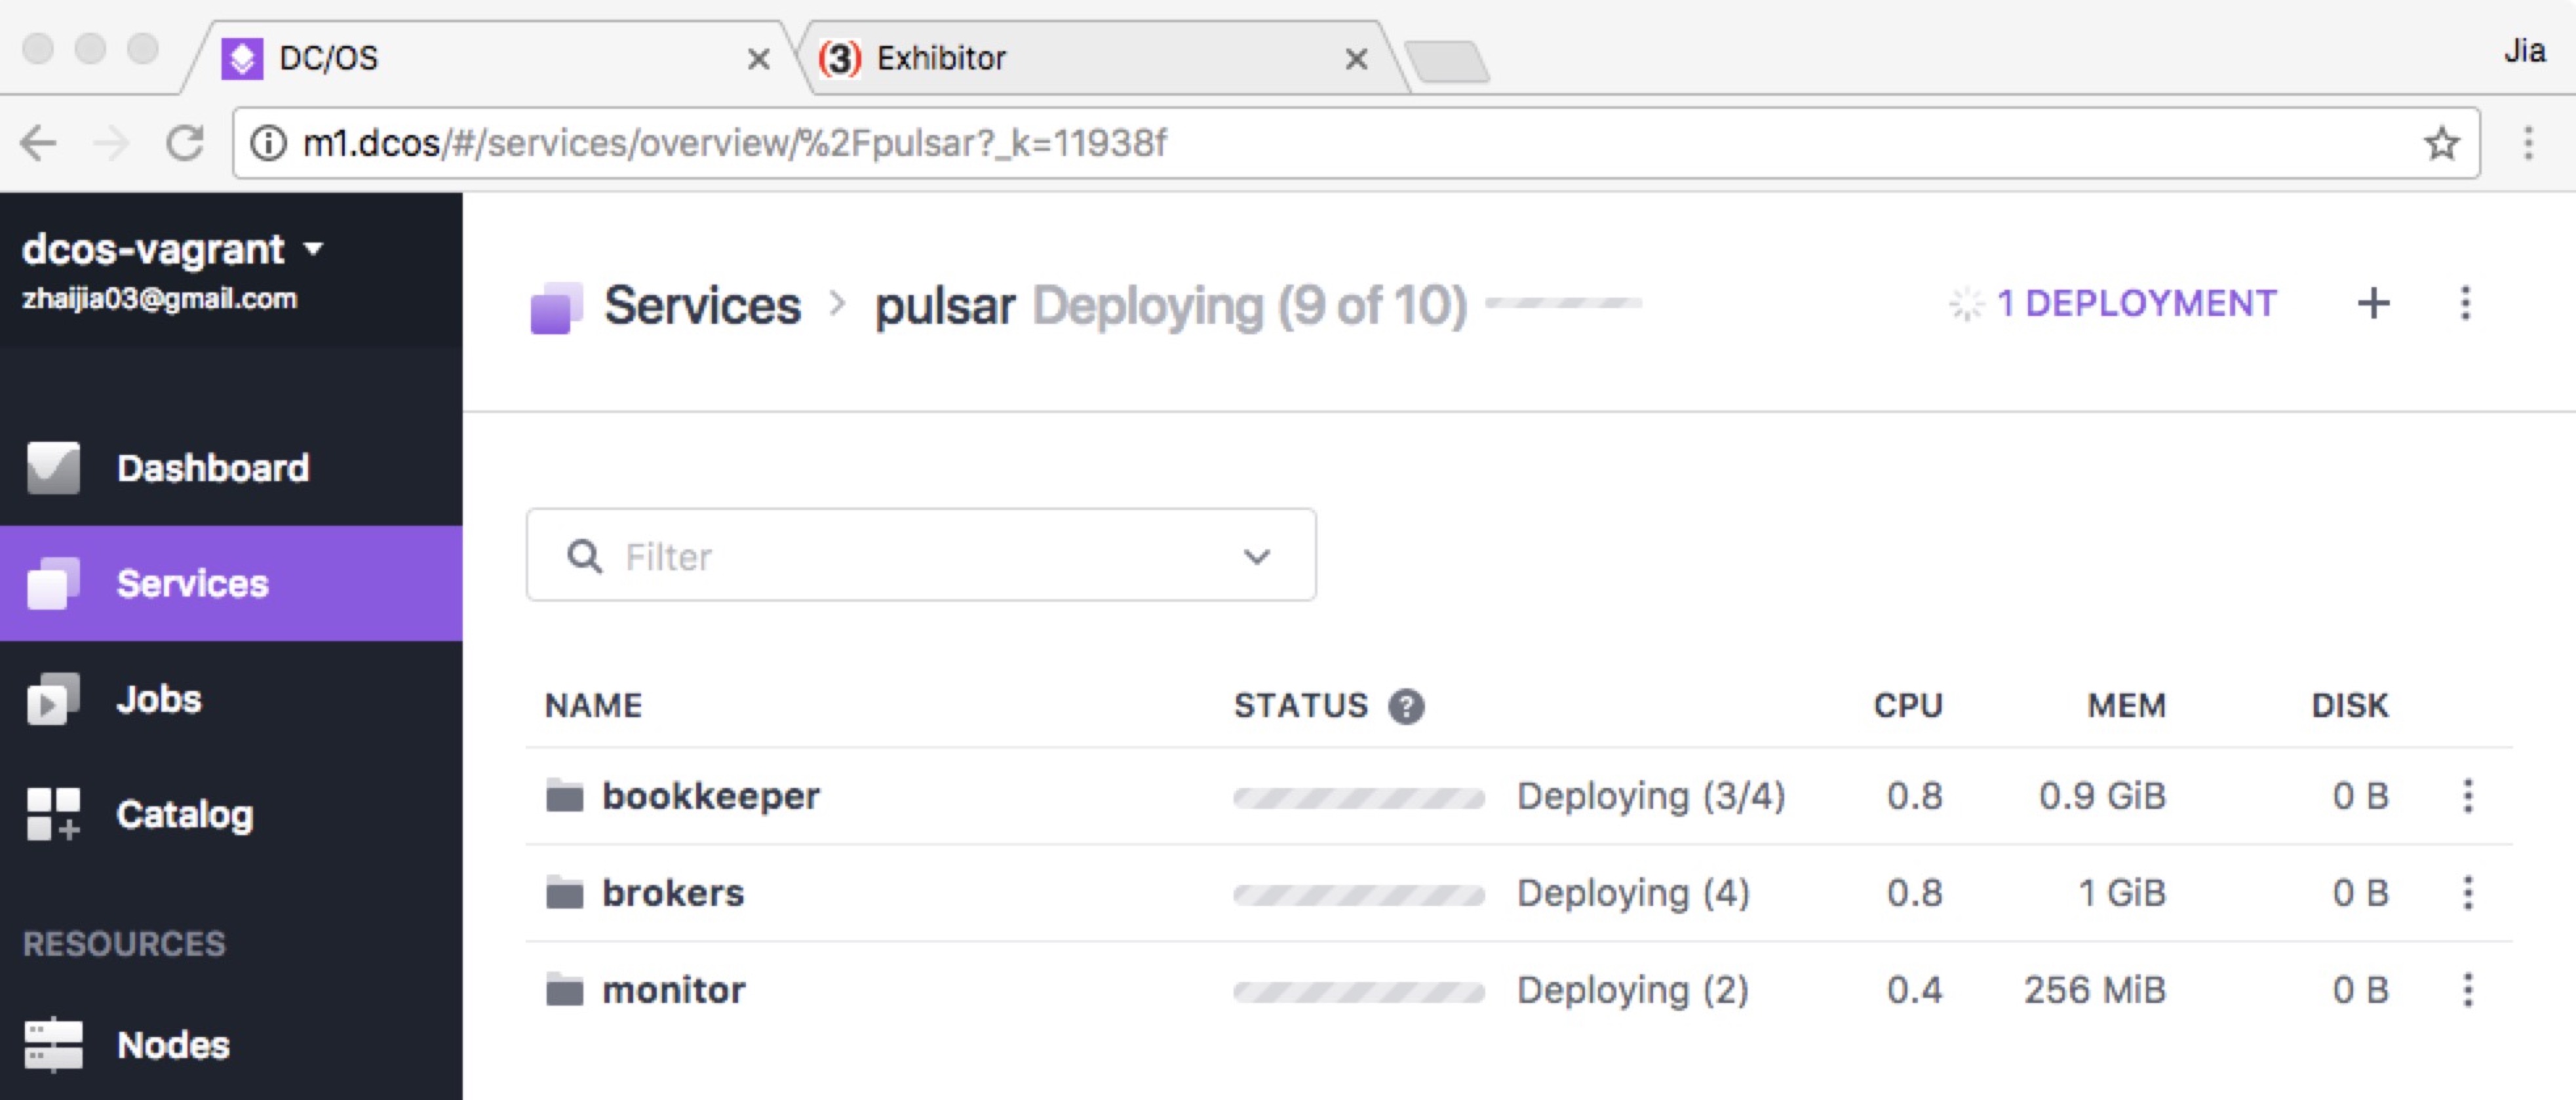 DC/OS
(3) Exhibitor
Jia
m1.dcos/#/services/overview/%2Fpulsar?_k=11938f
dcos-vagrant
zhaijia03@gmail.com
Services > pulsar Deploying (9 of 10)
1 DEPLOYMENT
Dashboard
Services
Jobs
Catalog
RESOURCES
Nodes
Filter
NAME STATUS ? CPU MEM DISK
bookkeeper Deploying (3/4) 0.8 0.9 GiB 0 B
brokers Deploying (4) 0.8 1 GiB 0 B
monitor Deploying (2) 0.4 256 MiB 0 B